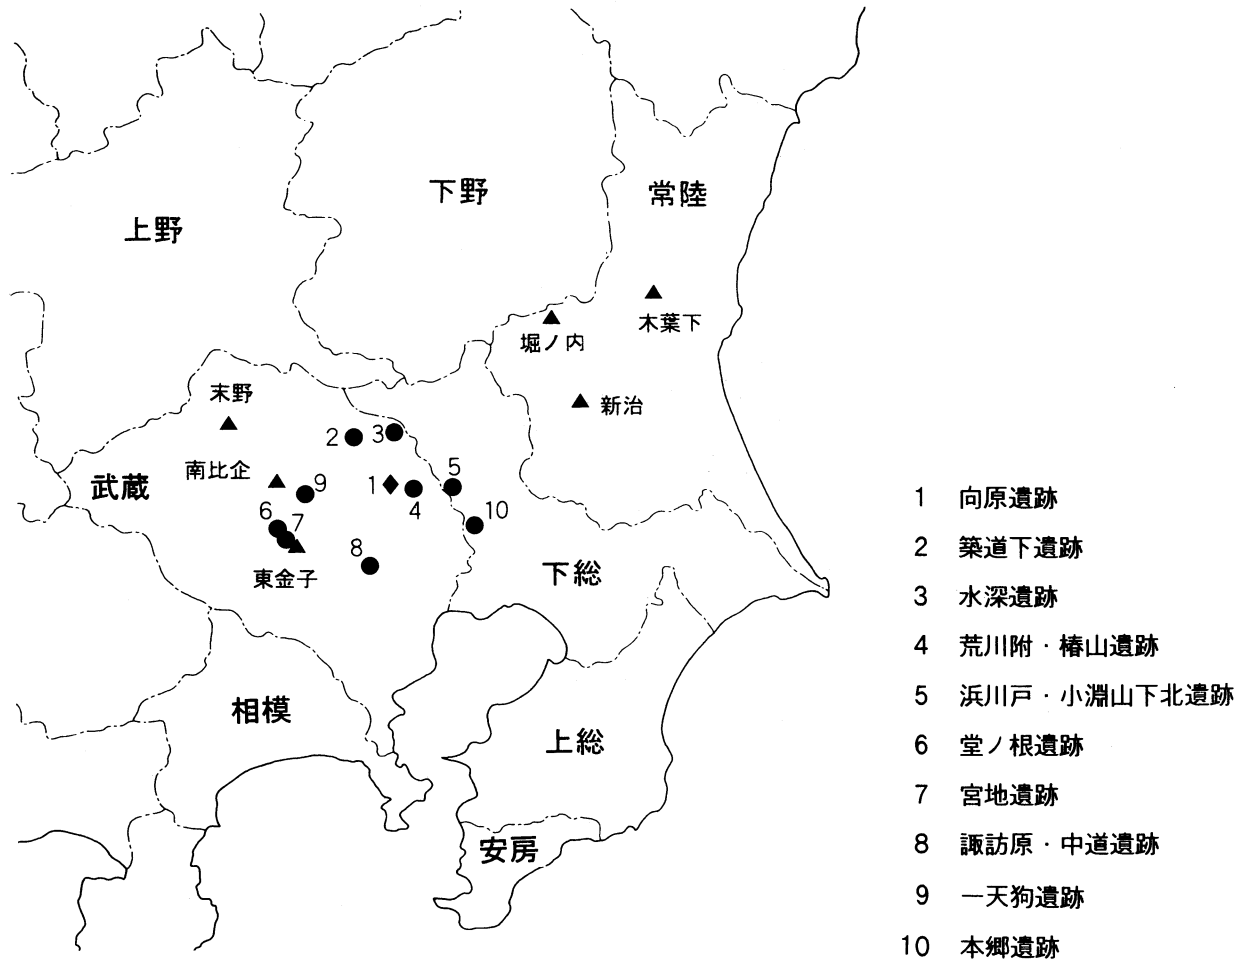 下野
常陸
上野
木葉下
堀ノ内
末野
新治
2
3
南比企
武蔵
9
1
5
4
6
7
10
8
東金子
下総
相模
上総
安房
1 向原遺跡
2 築道下遺跡
3 水深遺跡
4 荒川附・椿山遺跡
5 浜川戸・小淵山下北遺跡
6 堂ノ根遺跡
7 宮地遺跡
8 諏訪原・中道遺跡
9 一天狗遺跡
10 本郷遺跡